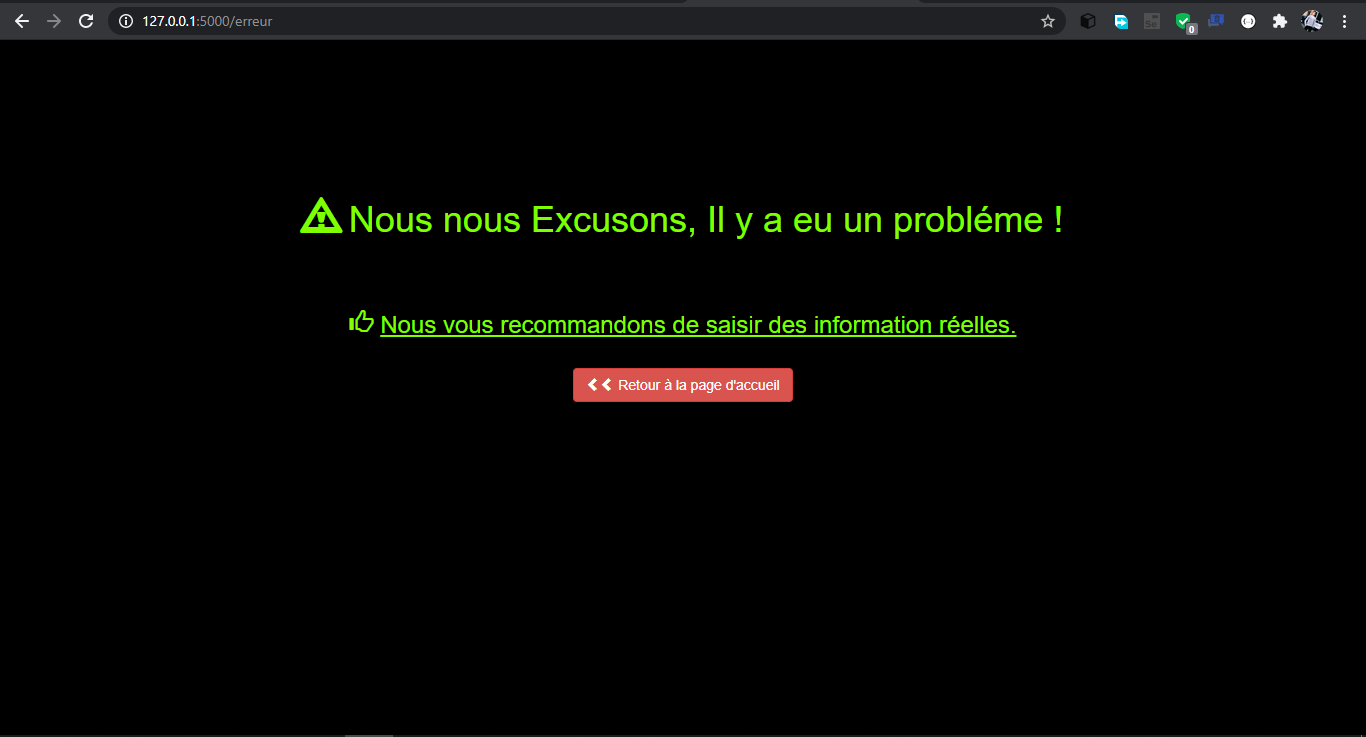 127.0.0.1:5000/erreur
0
Nous nous Excusons, Il y a eu un probléme !
Nous vous recommandons de saisir des information réelles.
Retour à la page d'accueil